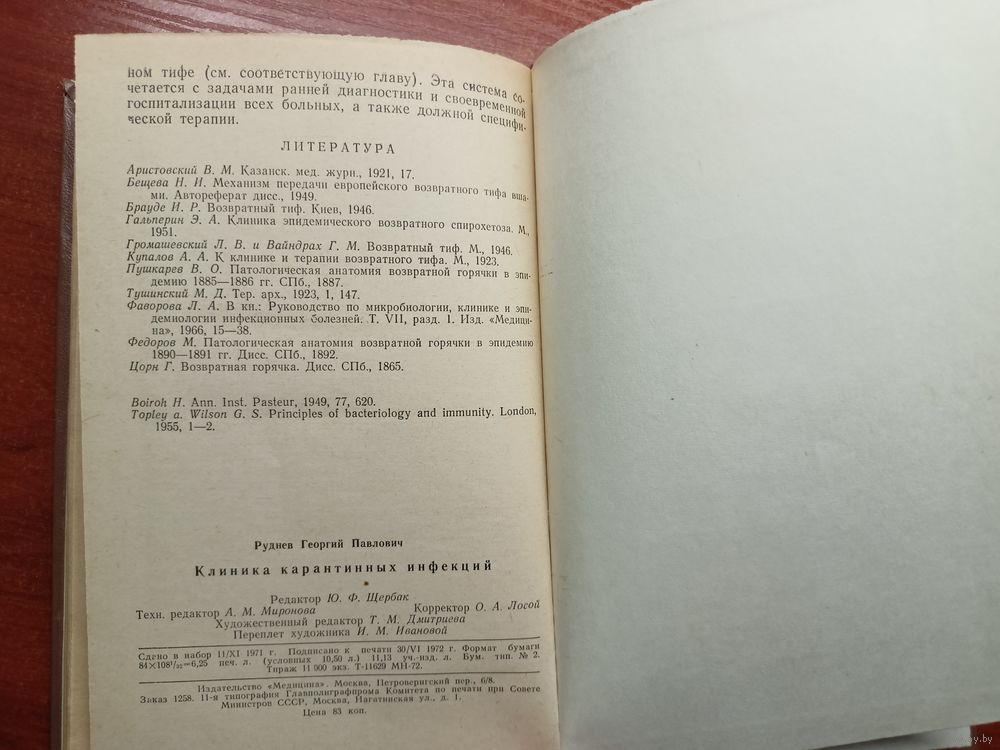 ном тифе (см. соответствующую главу). Эта система со-
четается с задачами ранней диагностики и своевременной
госпитализации всех больных, а также должной специфи-
ческой терапии.
ЛИТЕРАТУРА
Аристовский В. М. Казанск. мед. журн., 1921, 17.
Бещева Н. И. Механизм передачи европейского возвратного тифа вша-
ми. Автореферат дисс., 1949.
Брауде И. Р. Возвратный тиф. Киев, 1946.
Гальперин Э. А. Клиника эпидемического возвратного спирохетоза. М.,
1951.
Громашевский Л. В. и Вайндрах Г. М. Возвратный тиф. М., 1946.
Купалов А. А. К клинике и терапии возвратного тифа. М., 1923.
Пушкарев В. О. Патологическая анатомия возвратной горячки в эпи-
демию 1885—1886 гг. СПб., 1887.
Тушинский М. Д. Тер. арх., 1923, 1, 147.
Фаворова Л. А. В кн.: Руководство по микробиологии, клинике и эпи-
демиологии инфекционных болезней. Т. VII, разд. 1. Изд. «Медици-
на», 1966, 15—38.
Федоров М. Патологическая анатомия возвратной горячки в эпидемию
1890—1891 гг. Дисс. СПб., 1892.
Цорн Г. Возвратная горячка. Дисс. СПб., 1865.
Boiroh H. Ann. Inst. Pasteur, 1949, 77, 620.
Topley a. Wilson G. S. Principles of bacteriology and immunity. London,
1955, 1—2.
Руднев Георгий Павлович
Клиника карантинных инфекций
Редактор Ю. Ф. Щербак
Техн. редактор А. М. Миронова Корректор О. А. Лосой
Художественный редактор Т. М. Дмитриева
Переплет художника И. М. Ивановой
Сдано в набор 11/XI 1971 г. Подписано к печати 30/VI 1972 г. Формат бумаги
84×108¹/₃₂=6,25 печ. л. (условных 10,50 л.) 11,13 уч.-изд. л. Бум. тип. № 2.
Тираж 11 000 экз. Т-11629 МН-72.
Издательство «Медицина». Москва, Петроверигский пер., 6/8.
Заказ 1258. 11-я типография Главполиграфпрома Комитета по печати при Совете
Министров СССР, Москва, Нагатинская ул., д. 1.
Цена 83 коп.